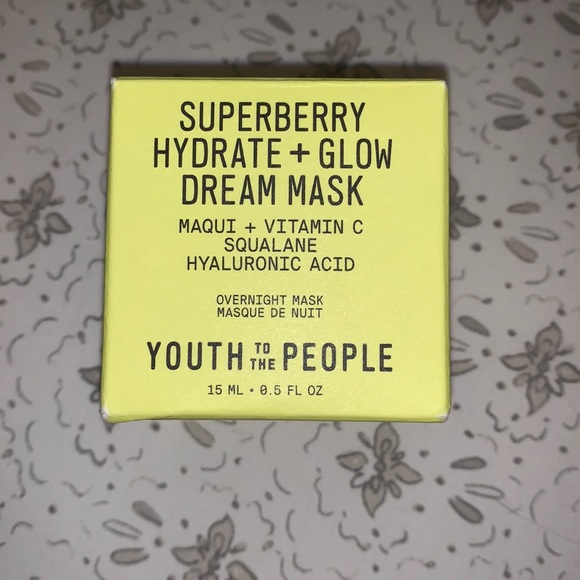 SUPERBERRY
HYDRATE + GLOW
DREAM MASK
MAQUI + VITAMIN C
SQUALANE
HYALURONIC ACID
OVERNIGHT MASK
MASQUE DE NUIT
YOUTH TO THE PEOPLE
15 ML • 0.5 FL OZ